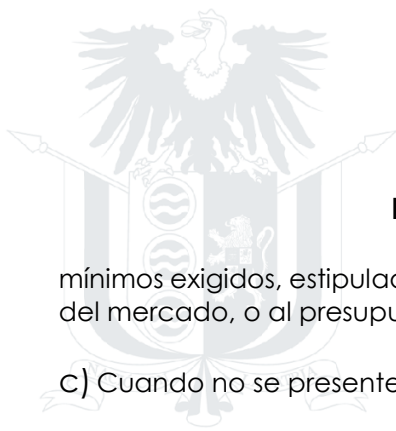 mínimos exigidos, estipulad
del mercado, o al presupu
c) Cuando no se presente